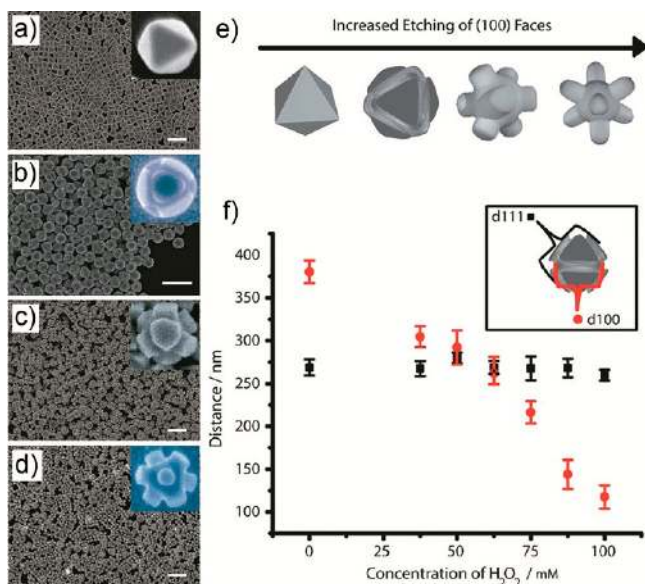 a)
b)
c)
d)
e)
Increased Etching of (100) Faces
f)
d111
d100
Distance / nm
400
350
300
250
200
150
100
0
25
50
75
100
Concentration of H₂O₂ / mM